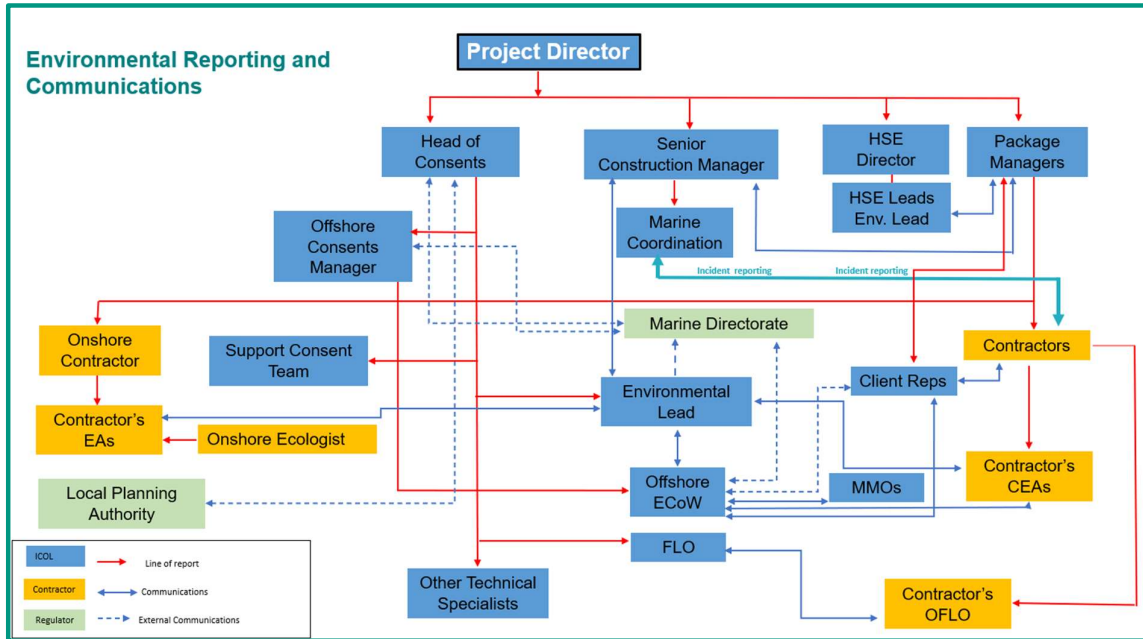 Environmental Reporting and
Communications
Project Director
Head of
Consents
Senior
Construction Manager
HSE
Director
Package
Managers
HSE Leads
Env. Lead
Offshore
Consents
Manager
Marine
Coordination
Incident reporting
Incident reporting
Marine Directorate
Onshore
Contractor
Support Consent
Team
Contractors
Client Reps
Environmental
Lead
Contractor's
EAs
Onshore Ecologist
Contractor's
CEAs
Offshore
ECoW
MMOs
Local Planning
Authority
FLO
Other Technical
Specialists
Contractor's
OFLO
ICOL
Line of report
Contractor
Communications
Regulator
External Communications